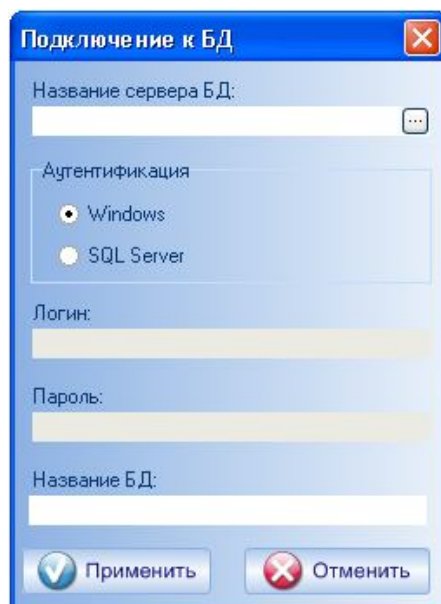 Подключение к БД
Название сервера БД:
...
Аутентификация
Windows
SQL Server
Логин:
Пароль:
Название БД:
Применить
Отменить